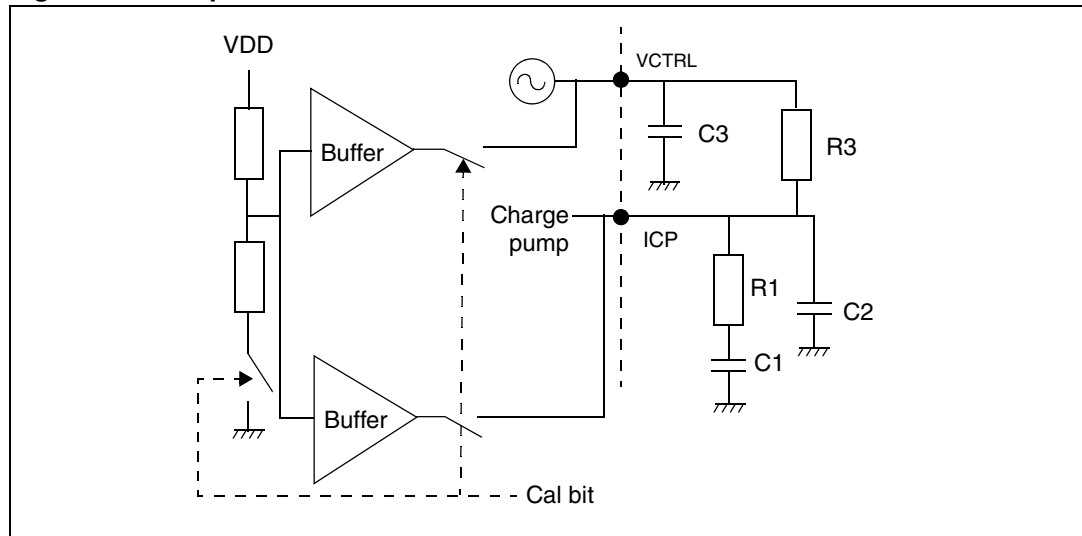 VDD
VCTRL
Buffer
C3
R3
Charge
pump
ICP
R1
C2
C1
Buffer
Cal bit